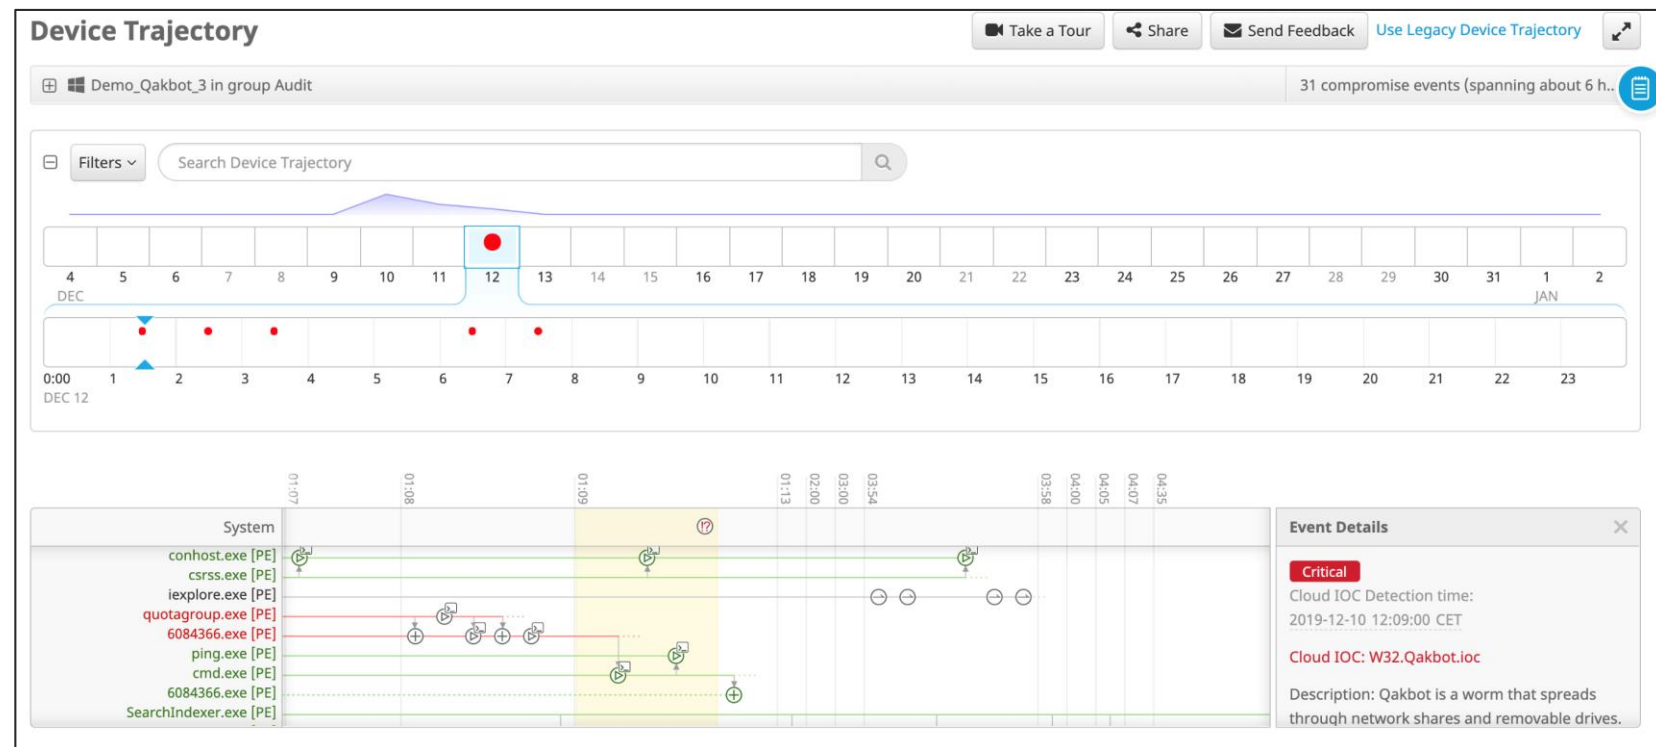 Device Trajectory
Take a Tour
Share
Send Feedback
Use Legacy Device Trajectory
Demo_Qakbot_3 in group Audit
31 compromise events (spanning about 6 h..
Filters
Search Device Trajectory
4 5 6 7 8 9 10 11 12 13 14 15 16 17 18 19 20 21 22 23 24 25 26 27 28 29 30 31 1 2
DEC JAN
0:00 1 2 3 4 5 6 7 8 9 10 11 12 13 14 15 16 17 18 19 20 21 22 23
DEC 12
01:07 01:08 01:09 01:13 02:00 03:00 03:54 03:58 04:00 04:05 04:07 04:35
System
!?
conhost.exe [PE]
csrss.exe [PE]
iexplore.exe [PE]
quotagroup.exe [PE]
6084366.exe [PE]
ping.exe [PE]
cmd.exe [PE]
6084366.exe [PE]
SearchIndexer.exe [PE]
Event Details
Critical
Cloud IOC Detection time:
2019-12-10 12:09:00 CET
Cloud IOC: W32.Qakbot.ioc
Description: Qakbot is a worm that spreads
through network shares and removable drives.